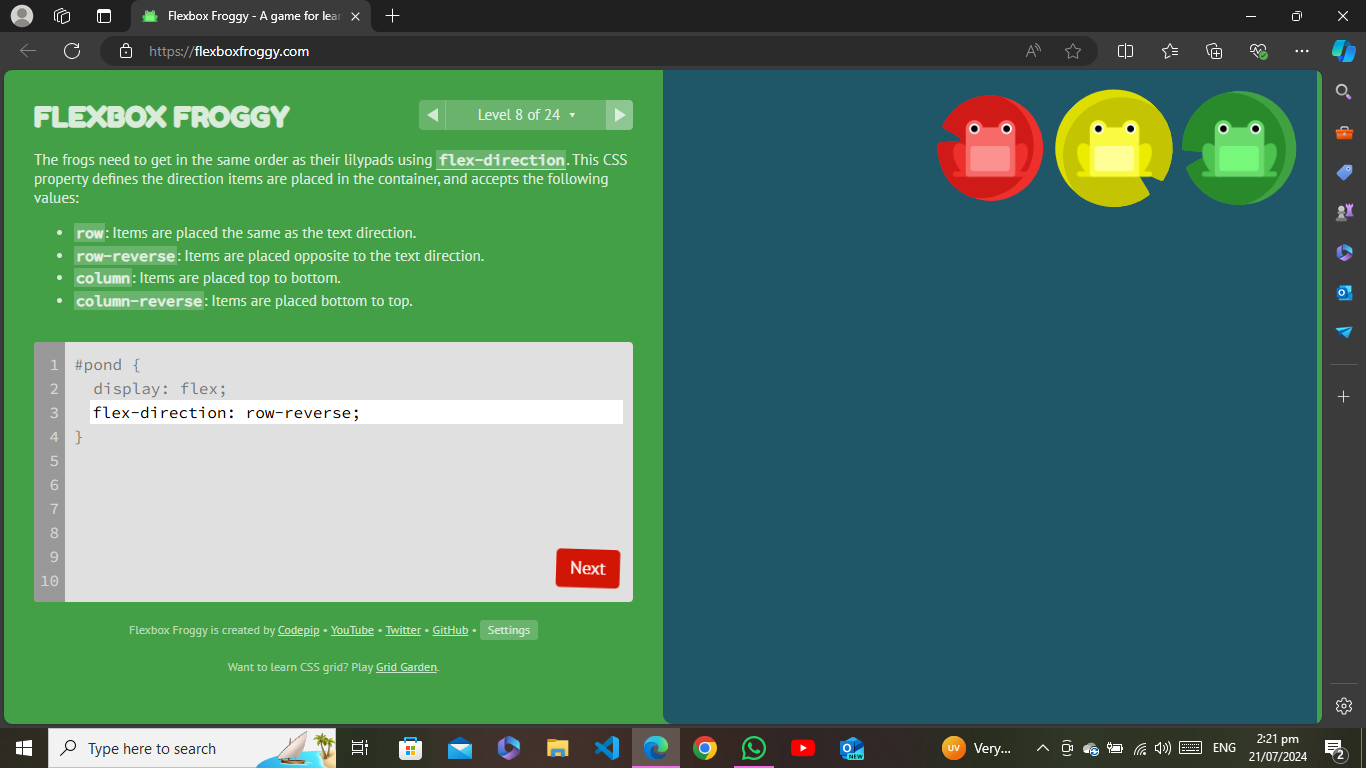 Flexbox Froggy - A game for lear
https://flexboxfroggy.com
FLEXBOX FROGGY
Level 8 of 24
The frogs need to get in the same order as their lilypads using flex-direction. This CSS
property defines the direction items are placed in the container, and accepts the following
values:
• row: Items are placed the same as the text direction.
• row-reverse: Items are placed opposite to the text direction.
• column: Items are placed top to bottom.
• column-reverse: Items are placed bottom to top.
1 #pond {
2 display: flex;
3 flex-direction: row-reverse;
4 }
5
6
7
8
9
10
Next
Flexbox Froggy is created by Codepip • YouTube • Twitter • GitHub • Settings
Want to learn CSS grid? Play Grid Garden.
Type here to search
NEW
UV
Very...
ENG
2:21 pm
21/07/2024
2